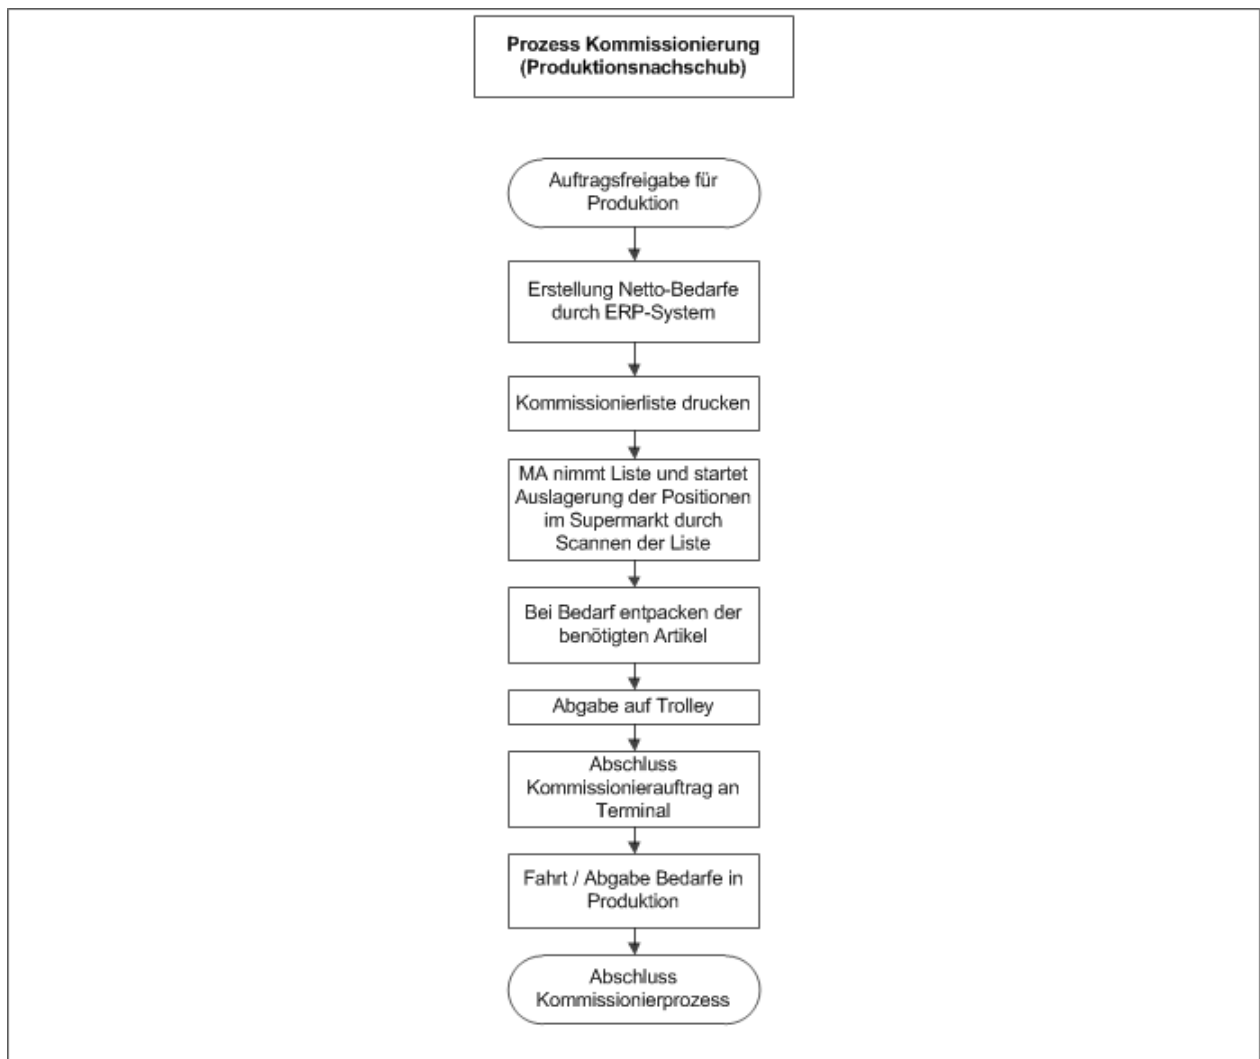 Prozess Kommissionierung
(Produktionsnachschub)
Auftragsfreigabe für
Produktion
Erstellung Netto-Bedarfe
durch ERP-System
Kommissionierliste drucken
MA nimmt Liste und startet
Auslagerung der Positionen
im Supermarkt durch
Scannen der Liste
Bei Bedarf entpacken der
benötigten Artikel
Abgabe auf Trolley
Abschluss
Kommissionierauftrag an
Terminal
Fahrt / Abgabe Bedarfe in
Produktion
Abschluss
Kommissionierprozess